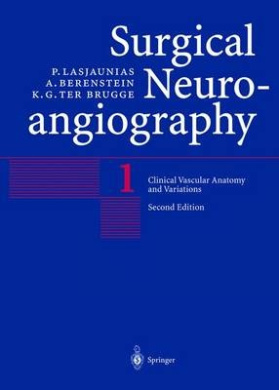 Surgical
P. LASJAUNIAS
A. BERENSTEIN
K. G. TER BRUGGE
Neuro-
angiography
1
Clinical Vascular Anatomy
and Variations
Second Edition
Springer